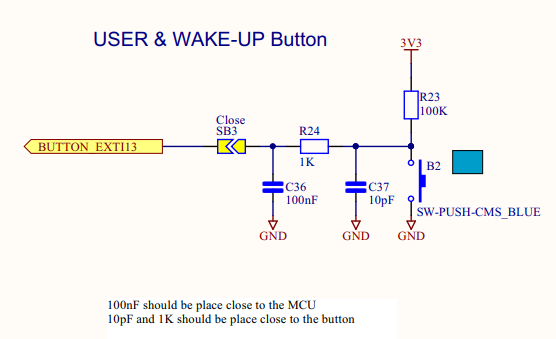 USER & WAKE-UP Button
3V3
R23
100K
Close
SB3
R24
BUTTON_EXTI13
1K
B2
C36
100nF
C37
10pF
SW-PUSH-CMS_BLUE
GND
GND
GND
100nF should be place close to the MCU
10pF and 1K should be place close to the button